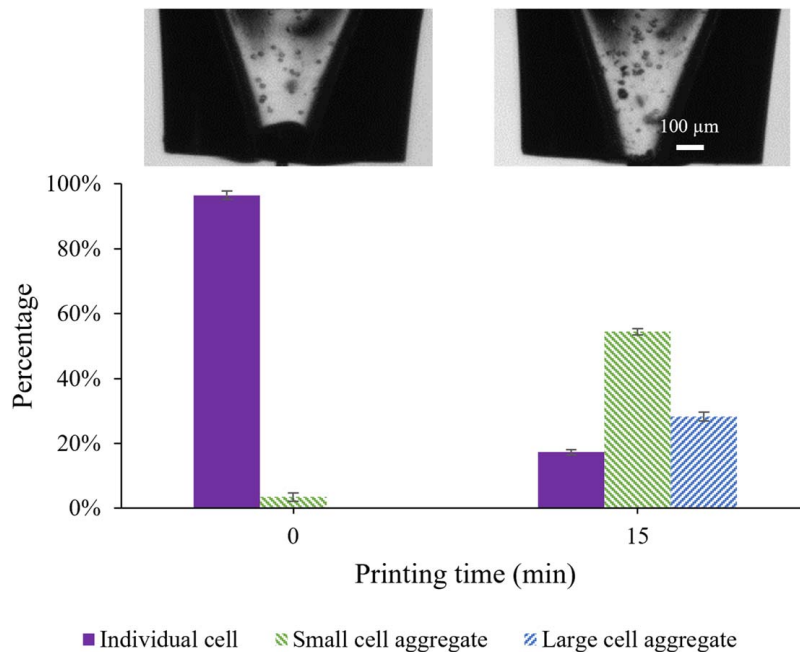 100 µm
100%
80%
60%
40%
20%
0%
Percentage
0 15
Printing time (min)
Individual cell Small cell aggregate Large cell aggregate